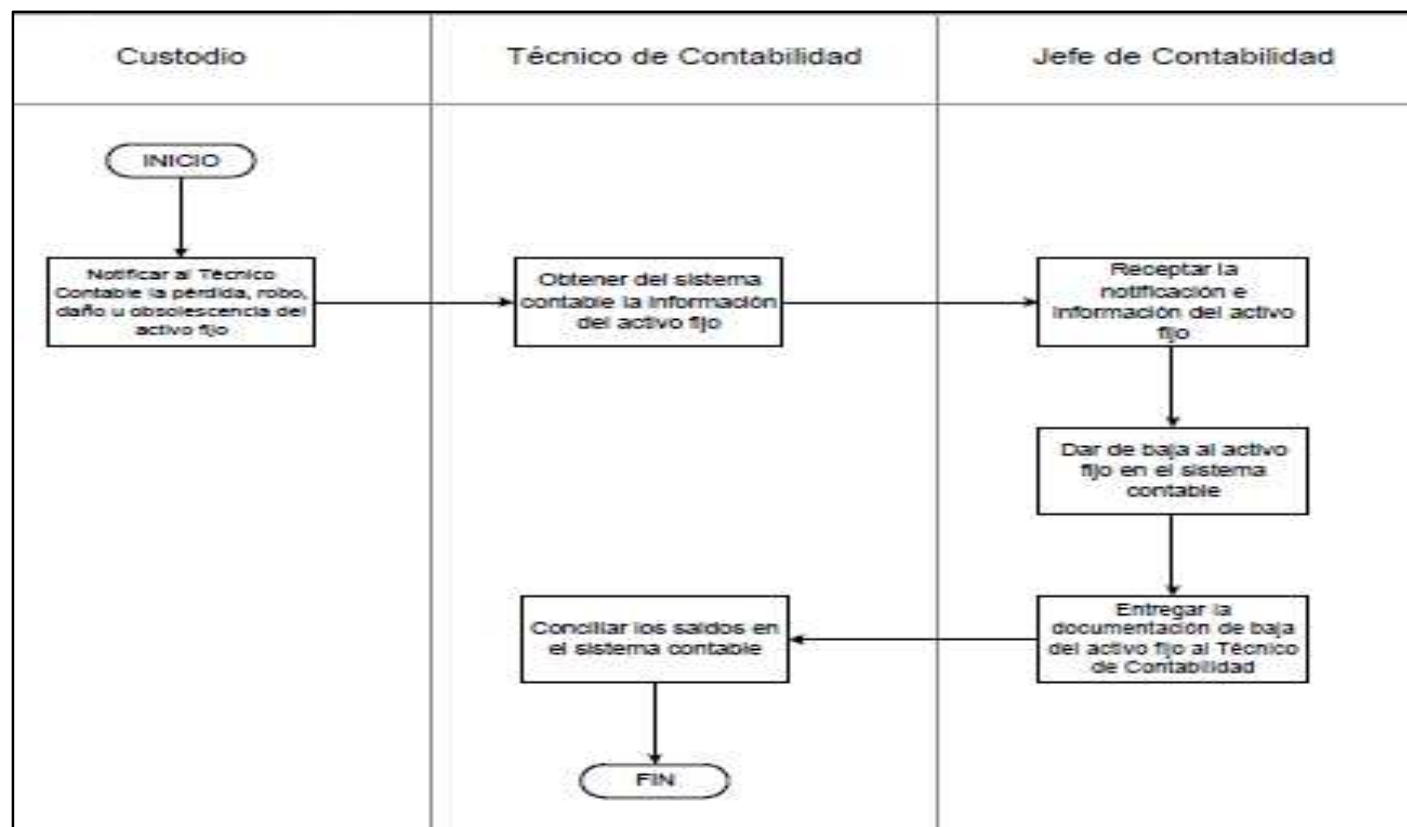 Custodio
Técnico de Contabilidad
Jefe de Contabilidad
INICIO
Notificar al Técnico
Contable la pérdida, robo,
daño u obsolescencia del
activo fijo
Obtener del sistema
contable la información
del activo fijo
Receptar la
notificación e
información del activo
fijo
Dar de baja al activo
fijo en el sistema
contable
Entregar la
documentación de baja
del activo fijo al Técnico
de Contabilidad
Conciliar los saldos en
el sistema contable
FIN